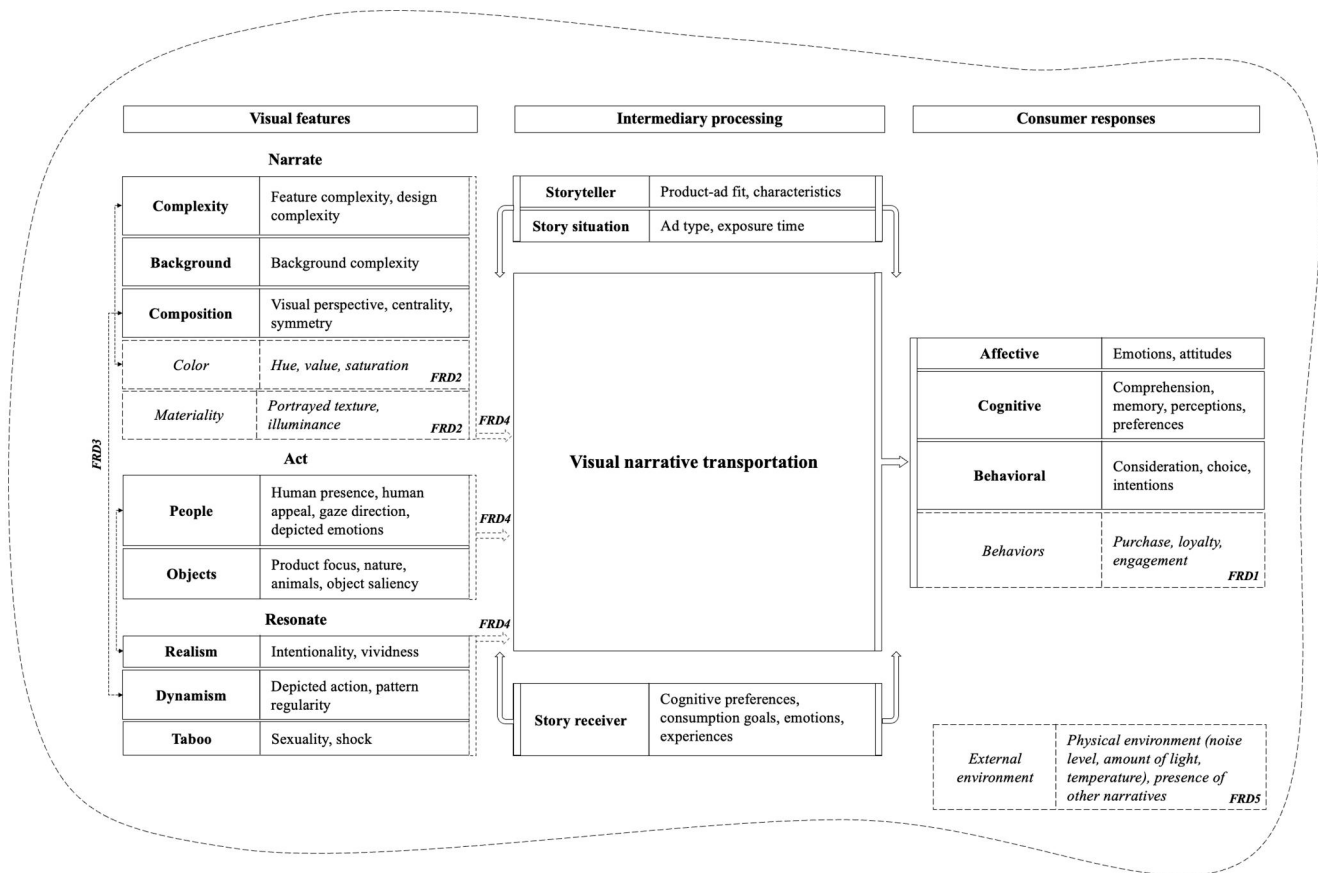 Visual features
Intermediary processing
Consumer responses
Narrate
Complexity
Feature complexity, design
complexity
Background
Background complexity
Composition
Visual perspective, centrality,
symmetry
Color
Hue, value, saturation
FRD2
Materiality
Portrayed texture,
illuminance
FRD2
FRD3
FRD4
Act
People
Human presence, human
appeal, gaze direction,
depicted emotions
Objects
Product focus, nature,
animals, object saliency
FRD4
Resonate
Realism
Intentionality, vividness
Dynamism
Depicted action, pattern
regularity
Taboo
Sexuality, shock
FRD4
Storyteller
Product-ad fit, characteristics
Story situation
Ad type, exposure time
Visual narrative transportation
Story receiver
Cognitive preferences,
consumption goals, emotions,
experiences
Affective
Emotions, attitudes
Cognitive
Comprehension,
memory, perceptions,
preferences
Behavioral
Consideration, choice,
intentions
Behaviors
Purchase, loyalty,
engagement
FRD1
External
environment
Physical environment (noise
level, amount of light,
temperature), presence of
other narratives
FRD5